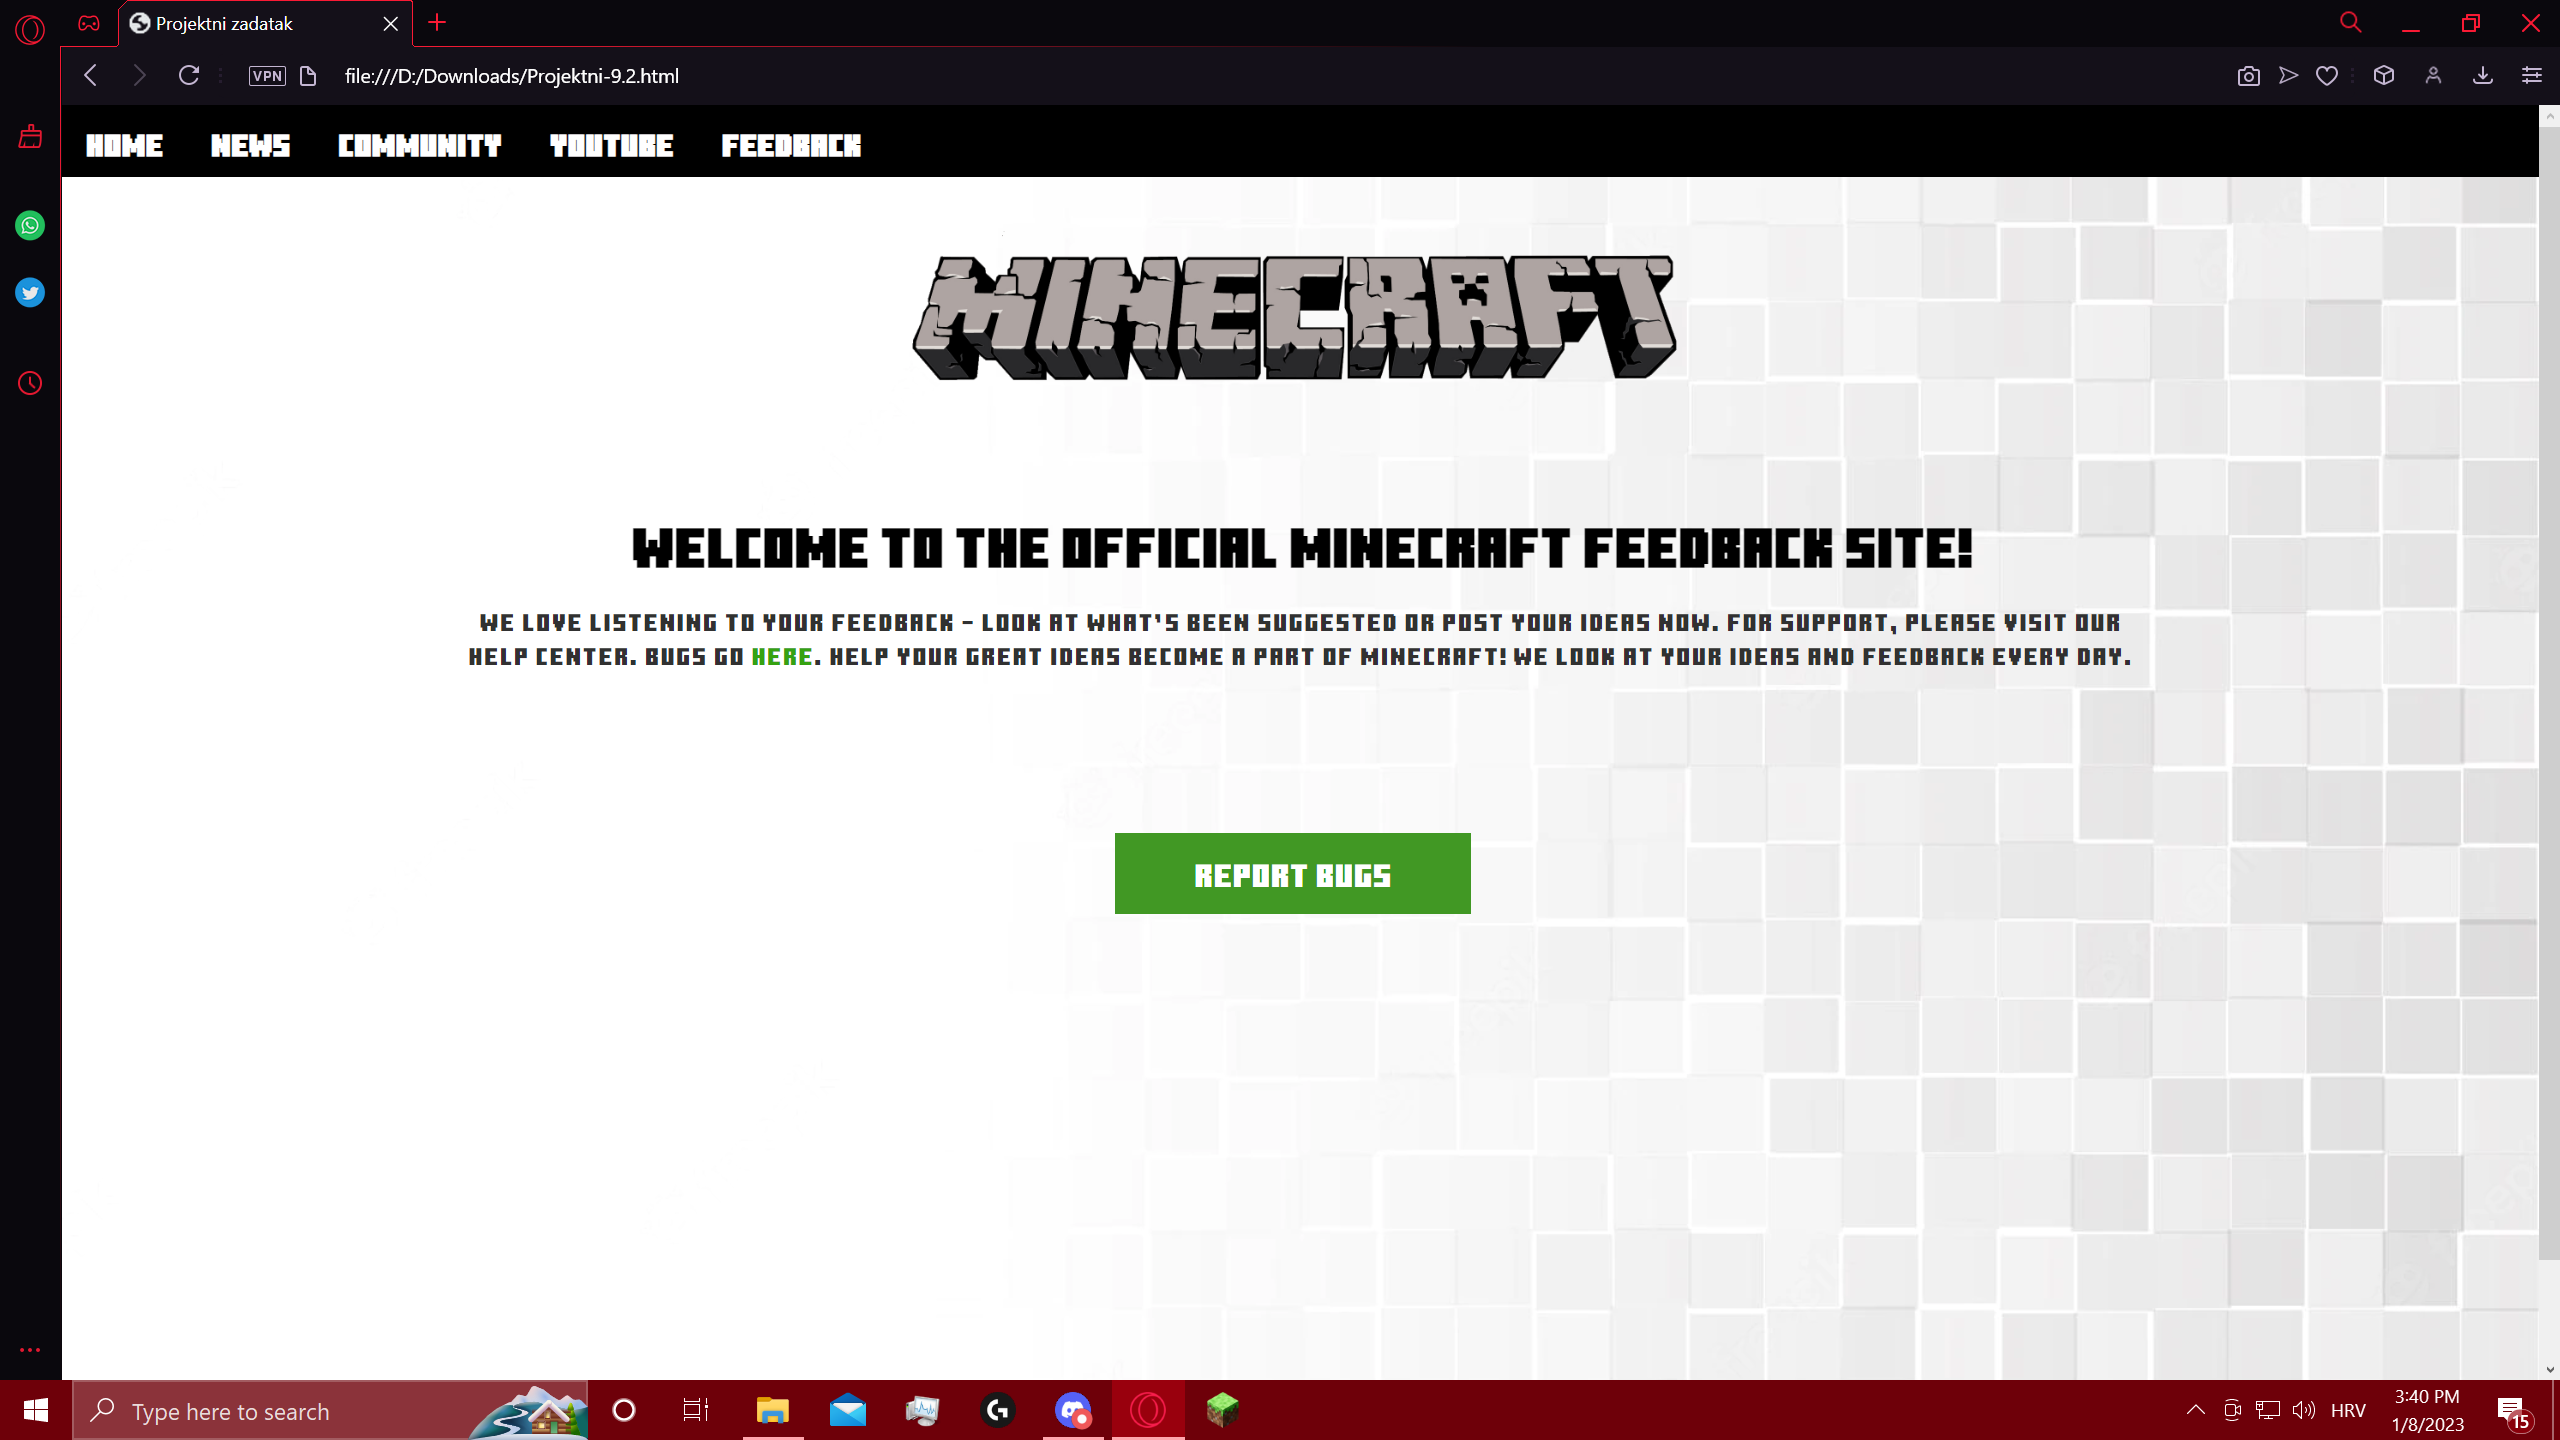 Projektni zadatak
VPN
file:///D:/Downloads/Projektni-9.2.html
HOME NEWS COMMUNITY YOUTUBE FEEDBACK
MINECRAFT
WELCOME TO THE OFFICIAL MINECRAFT FEEDBACK SITE!
WE LOVE LISTENING TO YOUR FEEDBACK - LOOK AT WHAT'S BEEN SUGGESTED OR POST YOUR IDEAS NOW. FOR SUPPORT, PLEASE VISIT OUR
HELP CENTER. BUGS GO HERE. HELP YOUR GREAT IDEAS BECOME A PART OF MINECRAFT! WE LOOK AT YOUR IDEAS AND FEEDBACK EVERY DAY.
REPORT BUGS
Type here to search
HRV
3:40 PM
1/8/2023
15